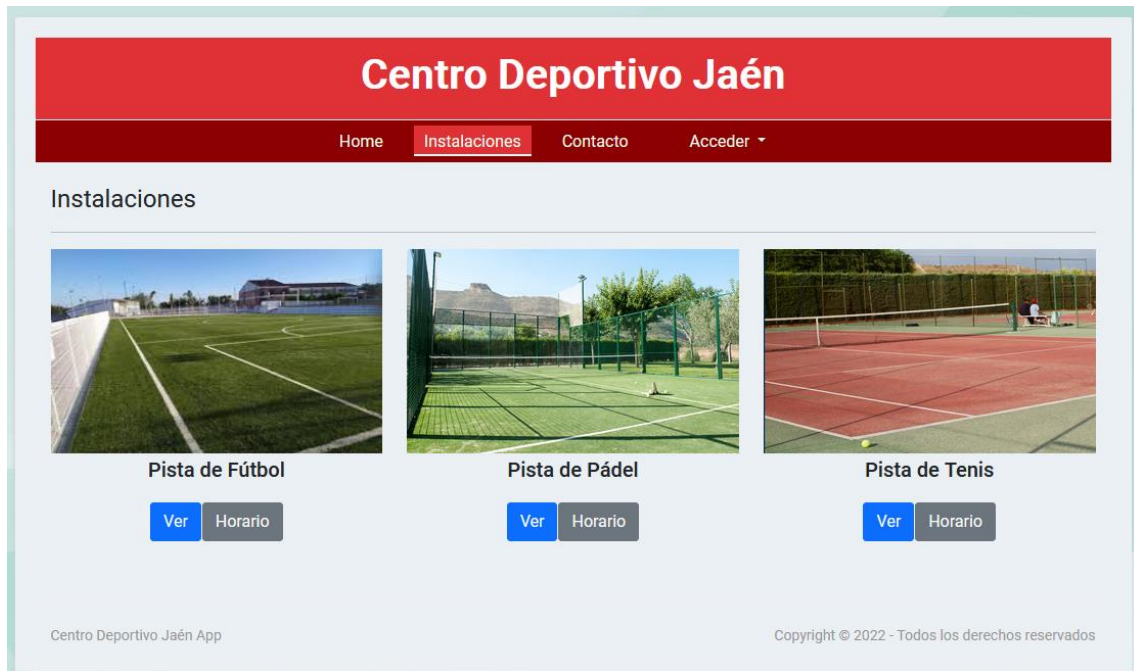 Centro Deportivo Jaén
Home Instalaciones Contacto Acceder
Instalaciones
Pista de Fútbol Pista de Pádel Pista de Tenis
Ver Horario Ver Horario Ver Horario
Centro Deportivo Jaén App Copyright © 2022 - Todos los derechos reservados